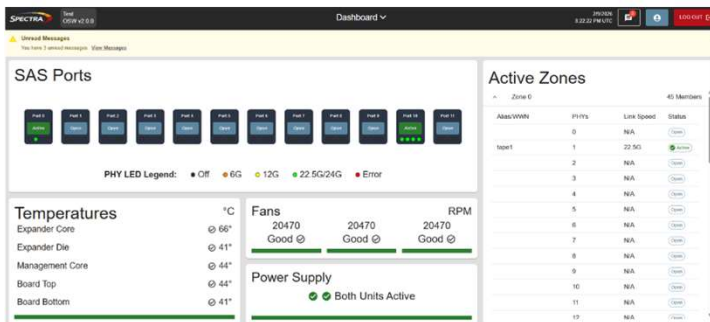 SPECTRA
Test
OSW v2.0.0
Dashboard
3:22:22 PM UTC
LOG OUT
Unread Messages
You have 3 unread messages View Messages
SAS Ports
Port 0
Port 1
Port 2
Port 3
Port 4
Port 5
Port 6
Port 7
Port 8
Port 9
Port 10
Port 11
Active
Open
Open
Open
Open
Open
Open
Open
Open
Open
Active
Open
PHY LED Legend: Off 6G 12G 22.5G/24G Error
Temperatures °C
Expander Core 66°
Expander Die 41°
Management Core 44°
Board Top 44°
Board Bottom 41°
Fans RPM
20470 20470 20470
Good Good Good
Power Supply
Both Units Active
Active Zones
Zone 0 45 Members
Alias/WWN PHYs Link Speed Status
0 N/A Open
tape1 1 22.5G Active
2 N/A Open
3 N/A Open
4 N/A Open
5 N/A Open
6 N/A Open
7 N/A Open
8 N/A Open
9 N/A Open
10 N/A Open
11 N/A Open
12 N/A Open